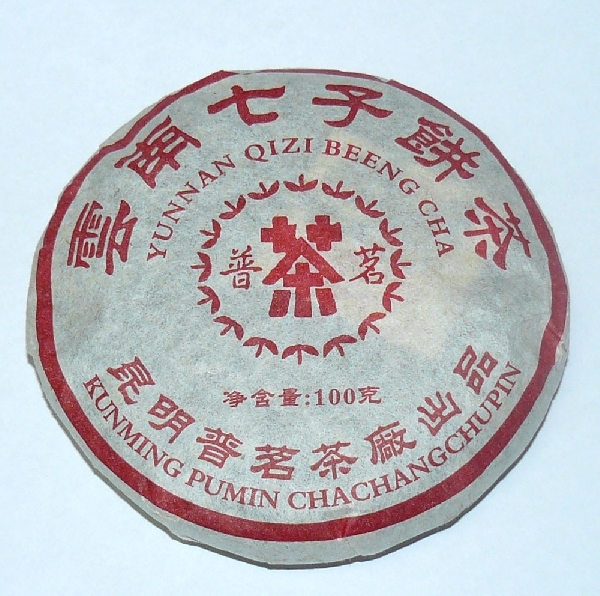 雲南七子餅茶
YUNNAN QIZI BEENG CHA
普茶茗
净含量:100克
昆明普茗茶廠出品
KUNMING PUMIN CHACHANGCHUPIN